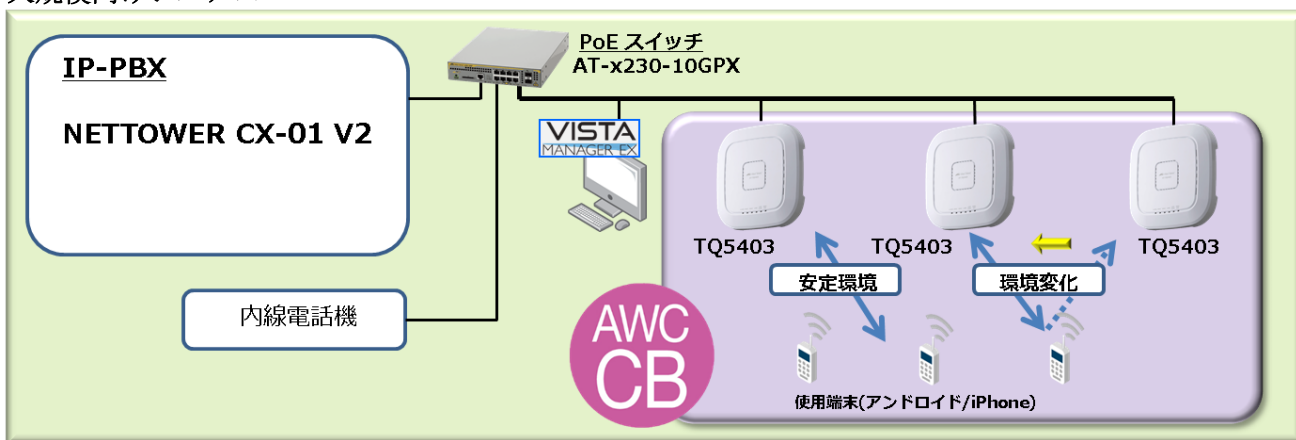 IP-PBX
NETTOWER CX-01 V2
PoE スイッチ
AT-x230-10GPX
VISTA
MANAGER EX
TQ5403
TQ5403
TQ5403
安定環境
環境変化
内線電話機
AWC
CB
使用端末(アンドロイド/iPhone)